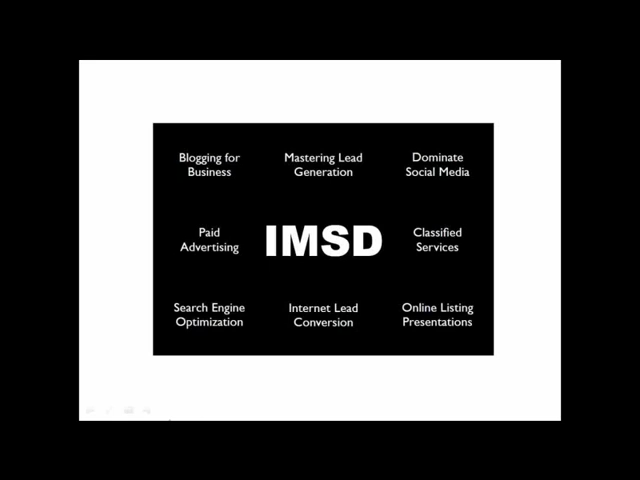 Blogging for
Business
Mastering Lead
Generation
Dominate
Social Media
Paid
Advertising
IMSD
Classified
Services
Search Engine
Optimization
Internet Lead
Conversion
Online Listing
Presentations